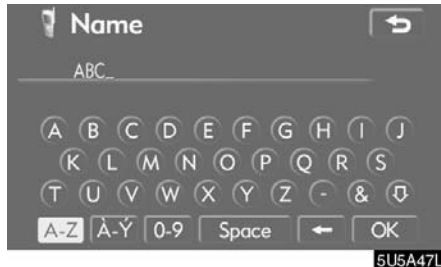 Name
ABC_
A B C D E F G H I J
K L M N O P Q R S
T U V W X Y Z - &
A-Z À-Ý 0-9 Space OK
5U5A47L